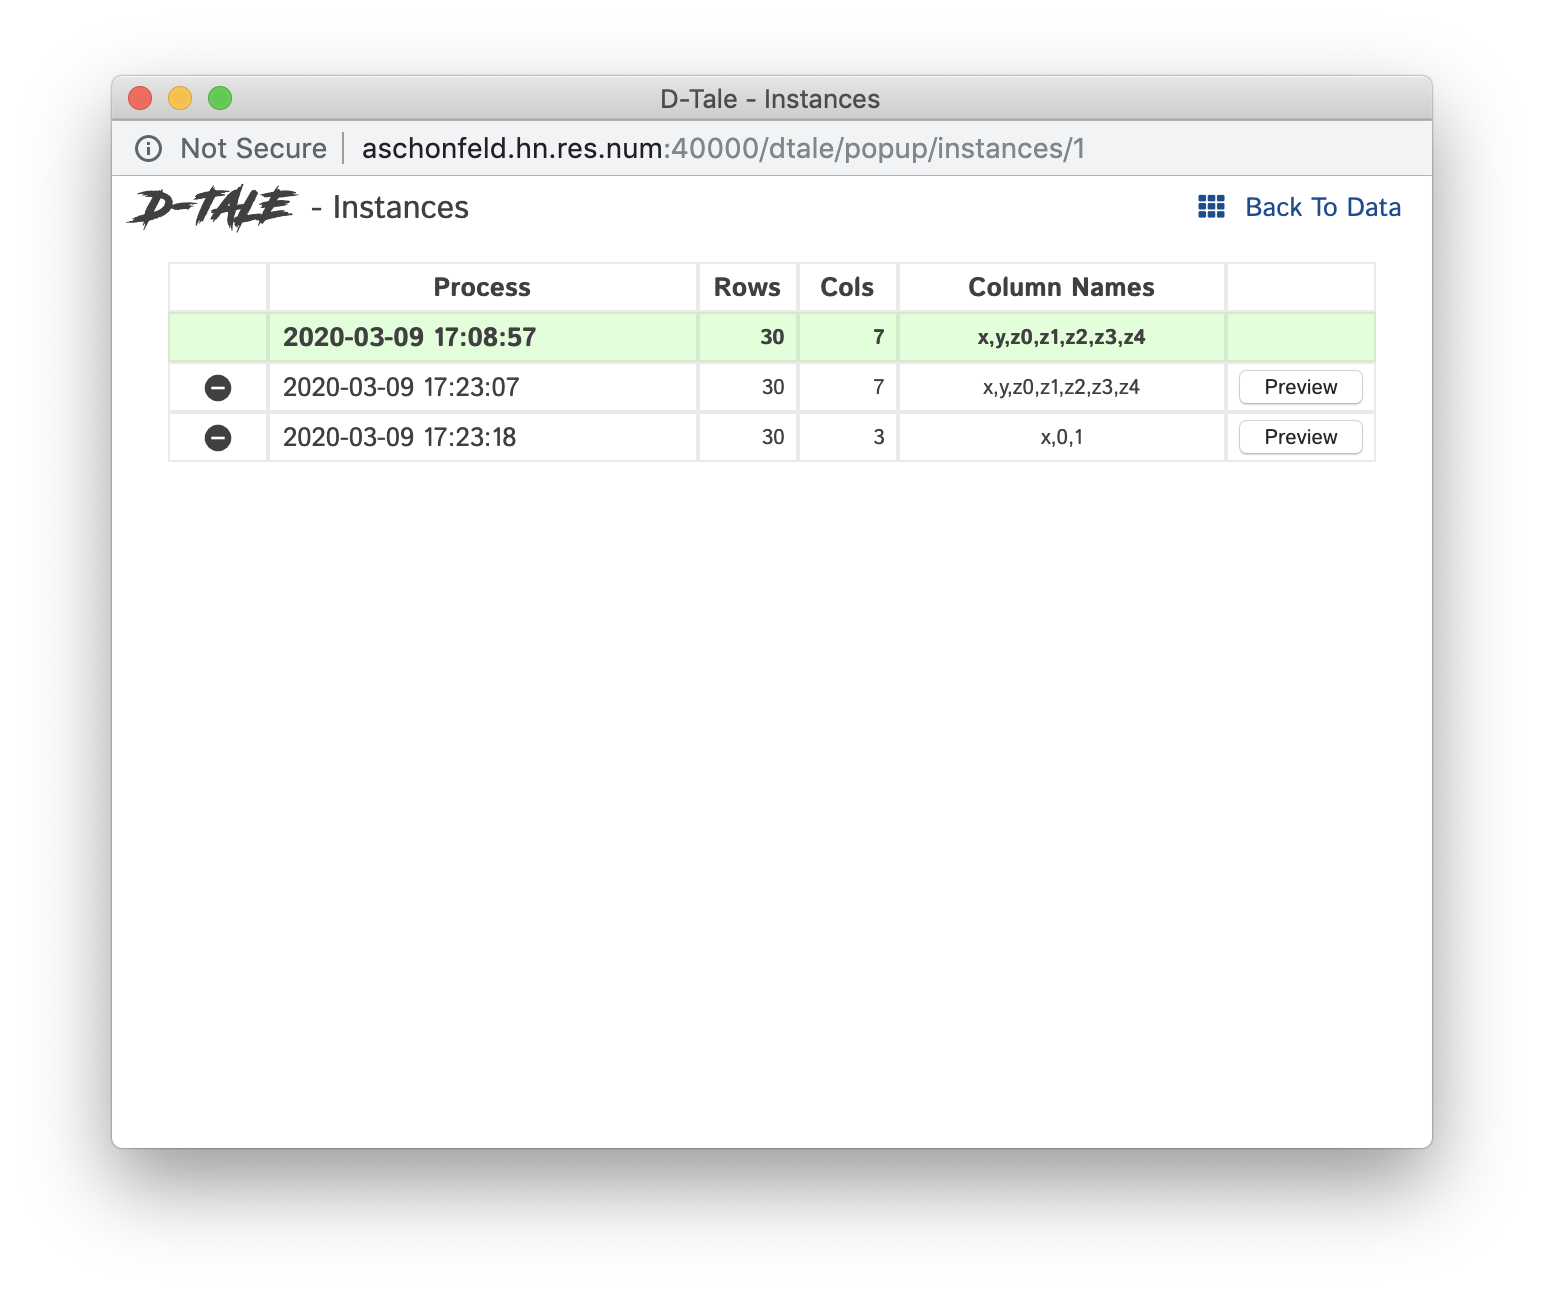 D-Tale - Instances
Not Secure aschonfeld.hn.res.num:40000/dtale/popup/instances/1
D-TALE - Instances Back To Data
Process Rows Cols Column Names
2020-03-09 17:08:57 30 7 x,y,z0,z1,z2,z3,z4
2020-03-09 17:23:07 30 7 x,y,z0,z1,z2,z3,z4 Preview
2020-03-09 17:23:18 30 3 x,0,1 Preview